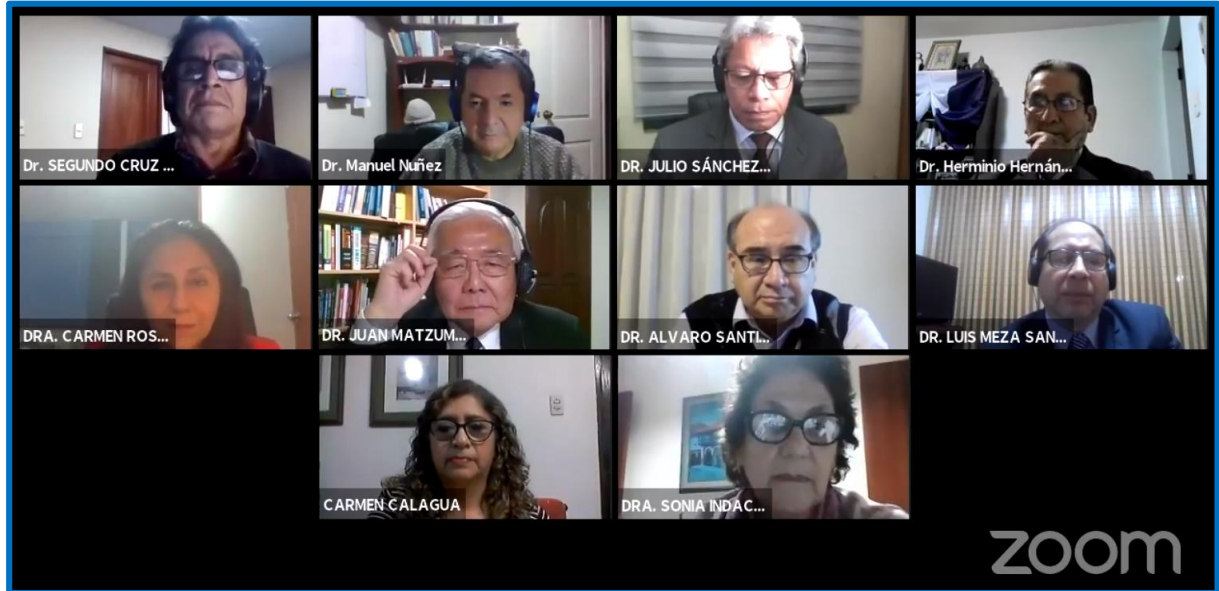 Dr. SEGUNDO CRUZ ...
Dr. Manuel Nuñez
DR. JULIO SÁNCHEZ...
Dr. Herminio Hernán...
DRA. CARMEN ROS...
DR. JUAN MATZUM...
DR. ALVARO SANTI...
DR. LUIS MEZA SAN...
CARMEN CALAGUA
DRA. SONIA INDAC...
zoom